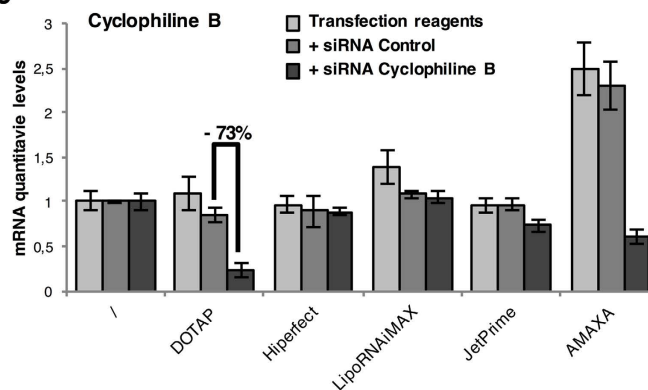 Cyclophiline B
Transfection reagents
+ siRNA Control
+ siRNA Cyclophiline B
mRNA quantitavie levels
3
2,5
2
1,5
1
0,5
0
- 73%
/
DOTAP
Hiperfect
LipoRNAiMAX
JetPrime
AMAXA